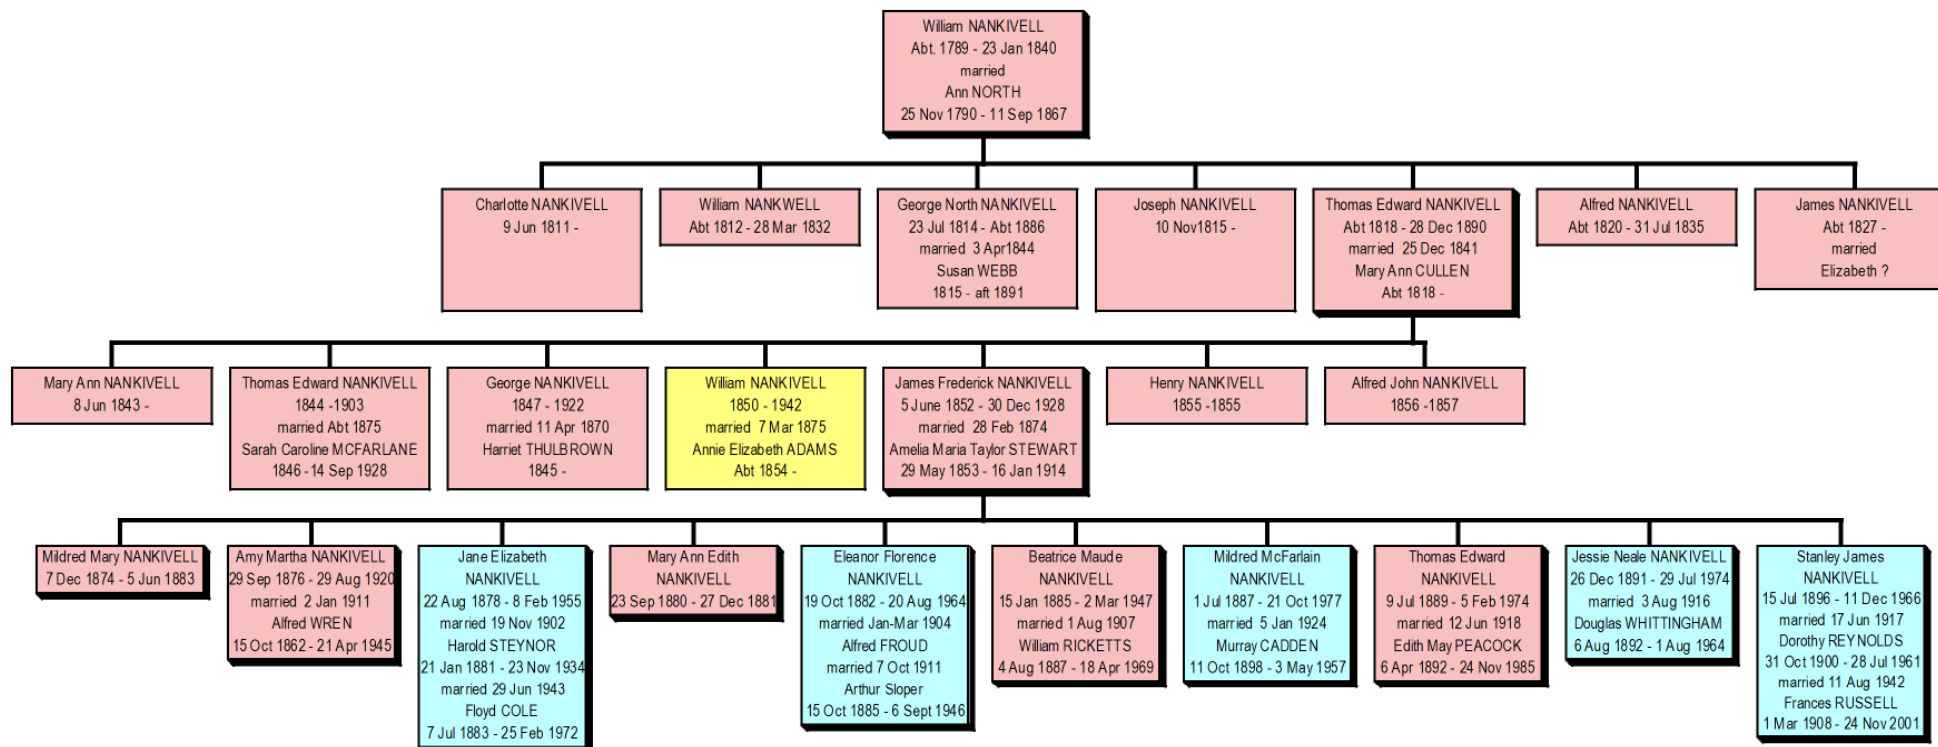 William NANKIVELL
Abt. 1789 - 23 Jan 1840
married
Ann NORTH
25 Nov 1790 - 11 Sep 1867
Charlotte NANKIVELL
9 Jun 1811 -
William NANKWELL
Abt 1812 - 28 Mar 1832
George North NANKIVELL
23 Jul 1814 - Abt 1886
married 3 Apr1844
Susan WEBB
1815 - aft 1891
Joseph NANKIVELL
10 Nov1815 -
Thomas Edward NANKIVELL
Abt 1818 - 28 Dec 1890
married 25 Dec 1841
Mary Ann CULLEN
Abt 1818 -
Alfred NANKIVELL
Abt 1820 - 31 Jul 1835
James NANKIVELL
Abt 1827 -
married
Elizabeth ?
Mary Ann NANKIVELL
8 Jun 1843 -
Thomas Edward NANKIVELL
1844 -1903
married Abt 1875
Sarah Caroline MCFARLANE
1846 - 14 Sep 1928
George NANKIVELL
1847 - 1922
married 11 Apr 1870
Harriet THULBROWN
1845 -
William NANKIVELL
1850 - 1942
married 7 Mar 1875
Annie Elizabeth ADAMS
Abt 1854 -
James Frederick NANKIVELL
5 June 1852 - 30 Dec 1928
married 28 Feb 1874
Amelia Maria Taylor STEWART
29 May 1853 - 16 Jan 1914
Henry NANKIVELL
1855 -1855
Alfred John NANKIVELL
1856 -1857
Mildred Mary NANKIVELL
7 Dec 1874 - 5 Jun 1883
Amy Martha NANKIVELL
29 Sep 1876 - 29 Aug 1920
married 2 Jan 1911
Alfred WREN
15 Oct 1862 - 21 Apr 1945
Jane Elizabeth
NANKIVELL
22 Aug 1878 - 8 Feb 1955
married 19 Nov 1902
Harold STEYNOR
21 Jan 1881 - 23 Nov 1934
married 29 Jun 1943
Floyd COLE
7 Jul 1883 - 25 Feb 1972
Mary Ann Edith
NANKIVELL
23 Sep 1880 - 27 Dec 1881
Eleanor Florence
NANKIVELL
19 Oct 1882 - 20 Aug 1964
married Jan-Mar 1904
Alfred FROUD
married 7 Oct 1911
Arthur Sloper
15 Oct 1885 - 6 Sept 1946
Beatrice Maude
NANKIVELL
15 Jan 1885 - 2 Mar 1947
married 1 Aug 1907
William RICKETTS
4 Aug 1887 - 18 Apr 1969
Mildred McFarlain
NANKIVELL
1 Jul 1887 - 21 Oct 1977
married 5 Jan 1924
Murray CADDEN
11 Oct 1898 - 3 May 1957
Thomas Edward
NANKIVELL
9 Jul 1889 - 5 Feb 1974
married 12 Jun 1918
Edith May PEACOCK
6 Apr 1892 - 24 Nov 1985
Jessie Neale NANKIVELL
26 Dec 1891 - 29 Jul 1974
married 3 Aug 1916
Douglas WHITTINGHAM
6 Aug 1892 - 1 Aug 1964
Stanley James
NANKIVELL
15 Jul 1896 - 11 Dec 1966
married 17 Jun 1917
Dorothy REYNOLDS
31 Oct 1900 - 28 Jul 1961
married 11 Aug 1942
Frances RUSSELL
1 Mar 1908 - 24 Nov 2001